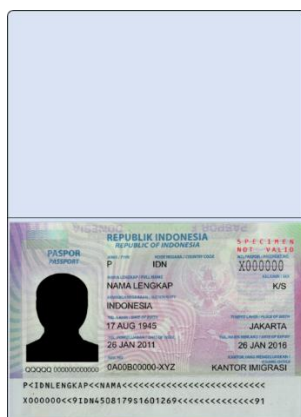 REPUBLIK INDONESIA
REPUBLIC OF INDONESIA
SPECIMEN
NOT VALID
PASPOR
PASSPORT
P IDN X000000
NAMA LENGKAP K/S
INDONESIA
17 AUG 1945 JAKARTA
26 JAN 2011 26 JAN 2016
0A00B00000-XYZ KANTOR IMIGRASI
P<IDNLENGKAP<<NAMA<<<<<<<<<<<<<<<<<<<<<<<<<<
X000000<<9IDN4508179S1601269<<<<<<<<<<<<<<91